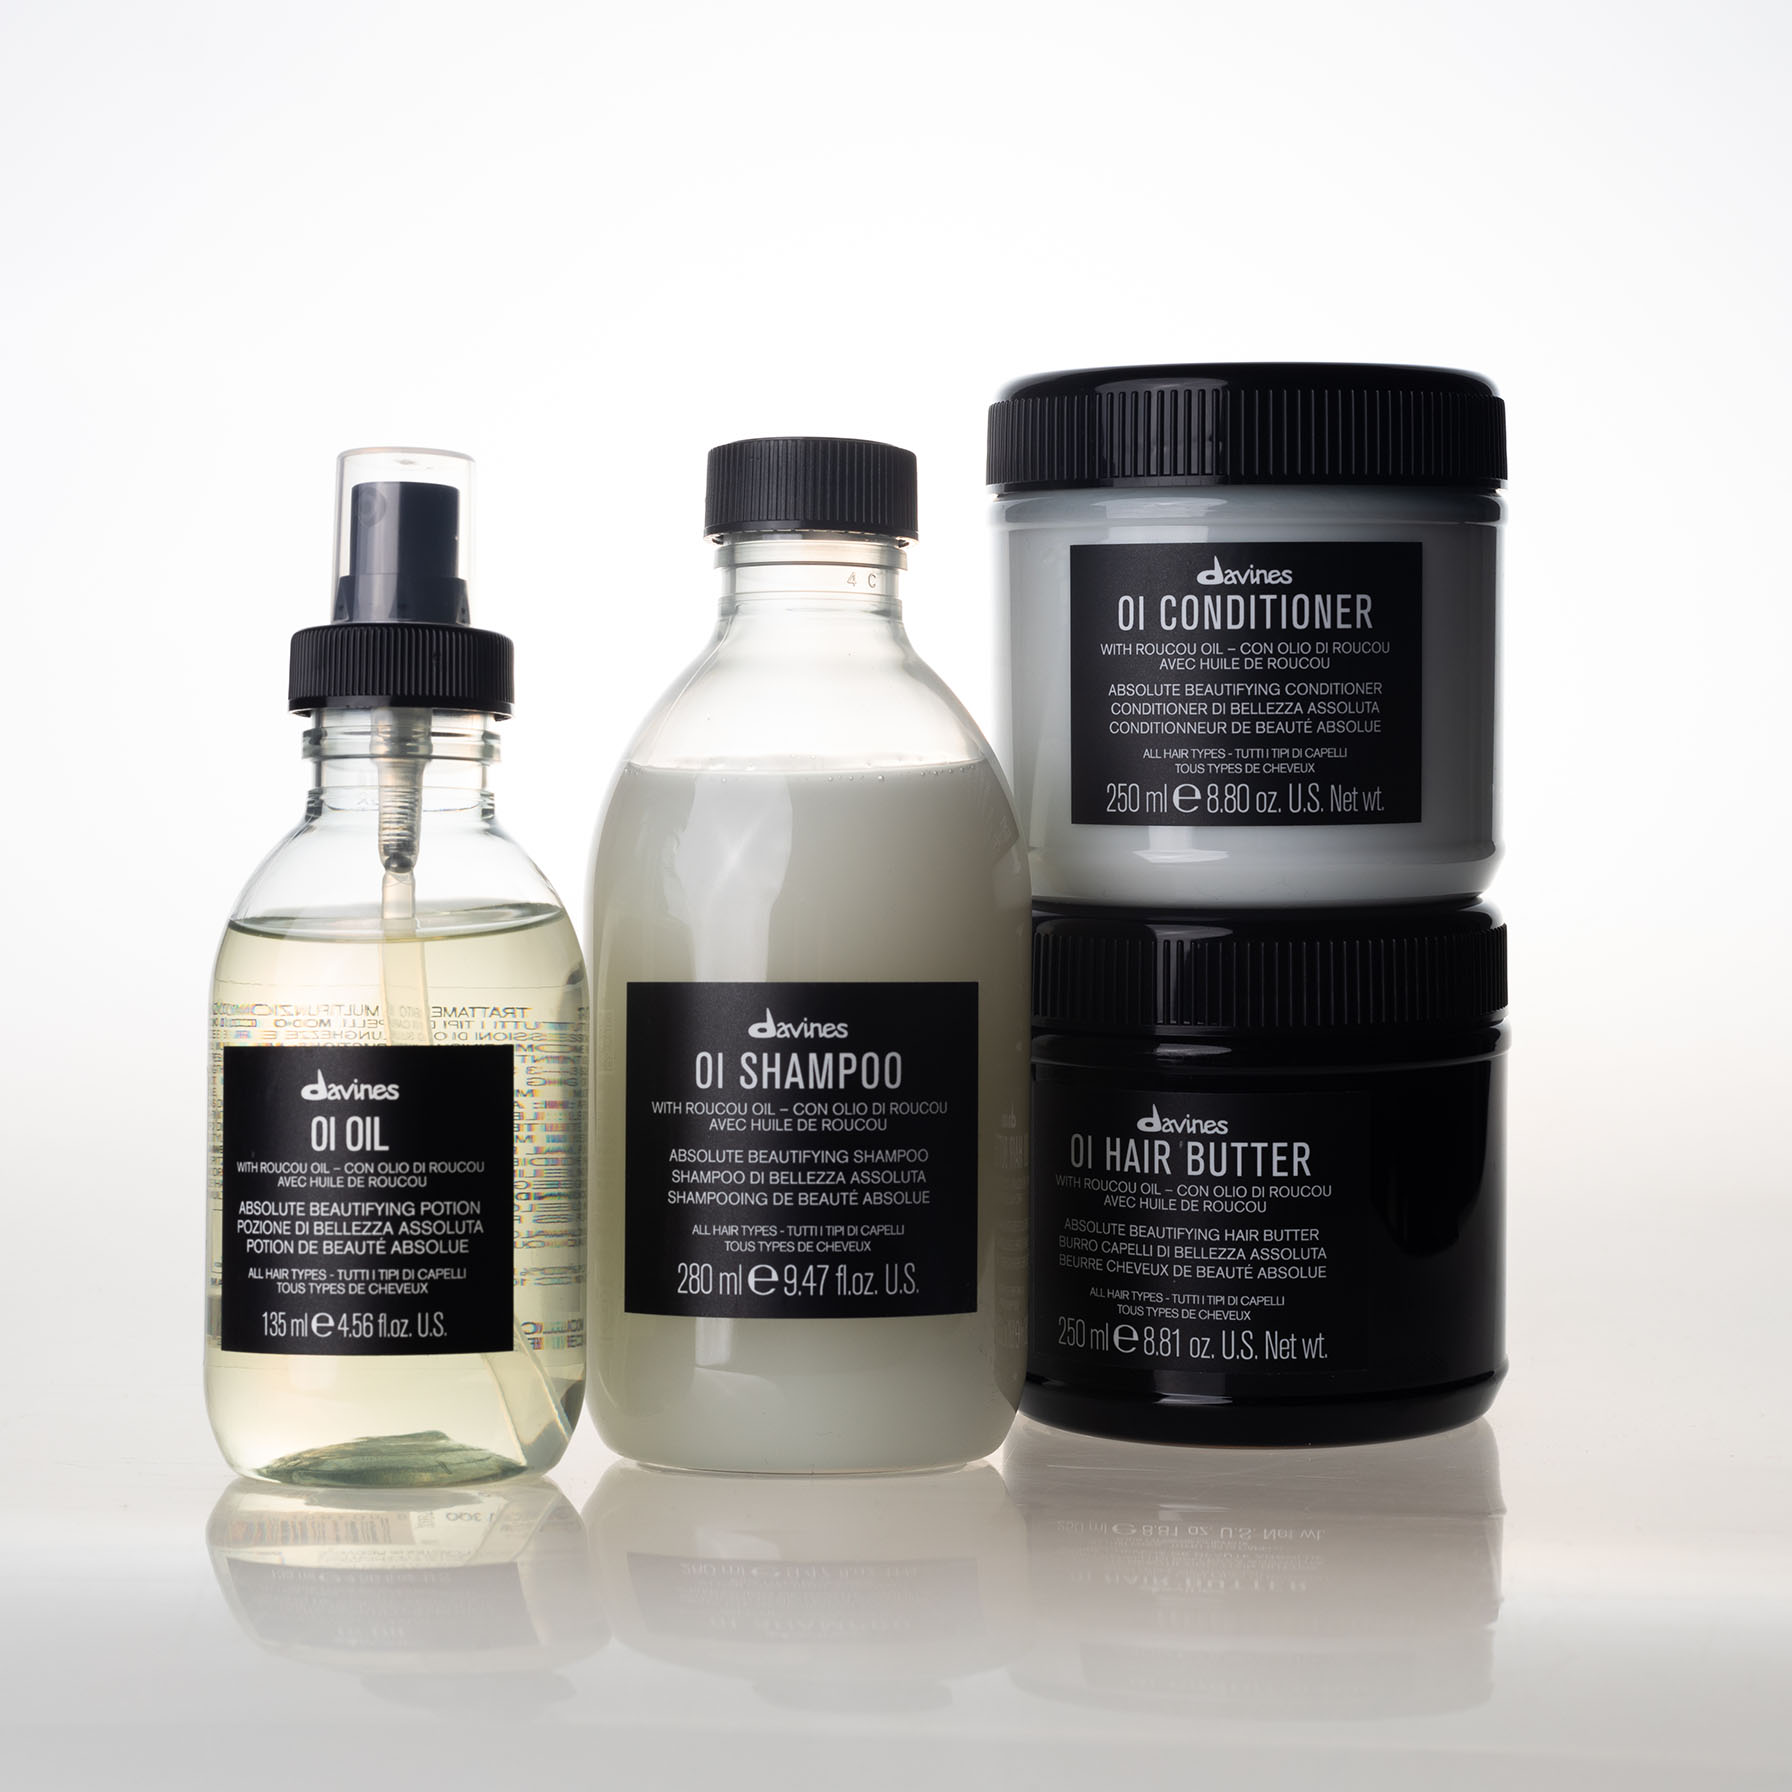 davines
OI OIL
WITH ROUCOU OIL – CON OLIO DI ROUCOU
AVEC HUILE DE ROUCOU
ABSOLUTE BEAUTIFYING POTION
POZIONE DI BELLEZZA ASSOLUTA
POTION DE BEAUTÉ ABSOLUE
ALL HAIR TYPES - TUTTI I TIPI DI CAPELLI
TOUS TYPES DE CHEVEUX
135 ml e 4.56 fl.oz. U.S.
4 C
davines
OI SHAMPOO
WITH ROUCOU OIL – CON OLIO DI ROUCOU
AVEC HUILE DE ROUCOU
ABSOLUTE BEAUTIFYING SHAMPOO
SHAMPOO DI BELLEZZA ASSOLUTA
SHAMPOOING DE BEAUTÉ ABSOLUE
ALL HAIR TYPES - TUTTI I TIPI DI CAPELLI
TOUS TYPES DE CHEVEUX
280 ml e 9.47 fl.oz. U.S.
davines
OI CONDITIONER
WITH ROUCOU OIL – CON OLIO DI ROUCOU
AVEC HUILE DE ROUCOU
ABSOLUTE BEAUTIFYING CONDITIONER
CONDITIONER DI BELLEZZA ASSOLUTA
CONDITIONNEUR DE BEAUTÉ ABSOLUE
ALL HAIR TYPES - TUTTI I TIPI DI CAPELLI
TOUS TYPES DE CHEVEUX
250 ml e 8.80 oz. U.S. Net wt.
davines
OI HAIR BUTTER
WITH ROUCOU OIL – CON OLIO DI ROUCOU
AVEC HUILE DE ROUCOU
ABSOLUTE BEAUTIFYING HAIR BUTTER
BURRO CAPELLI DI BELLEZZA ASSOLUTA
BEURRE CHEVEUX DE BEAUTÉ ABSOLUE
ALL HAIR TYPES - TUTTI I TIPI DI CAPELLI
TOUS TYPES DE CHEVEUX
250 ml e 8.81 oz. U.S. Net wt.